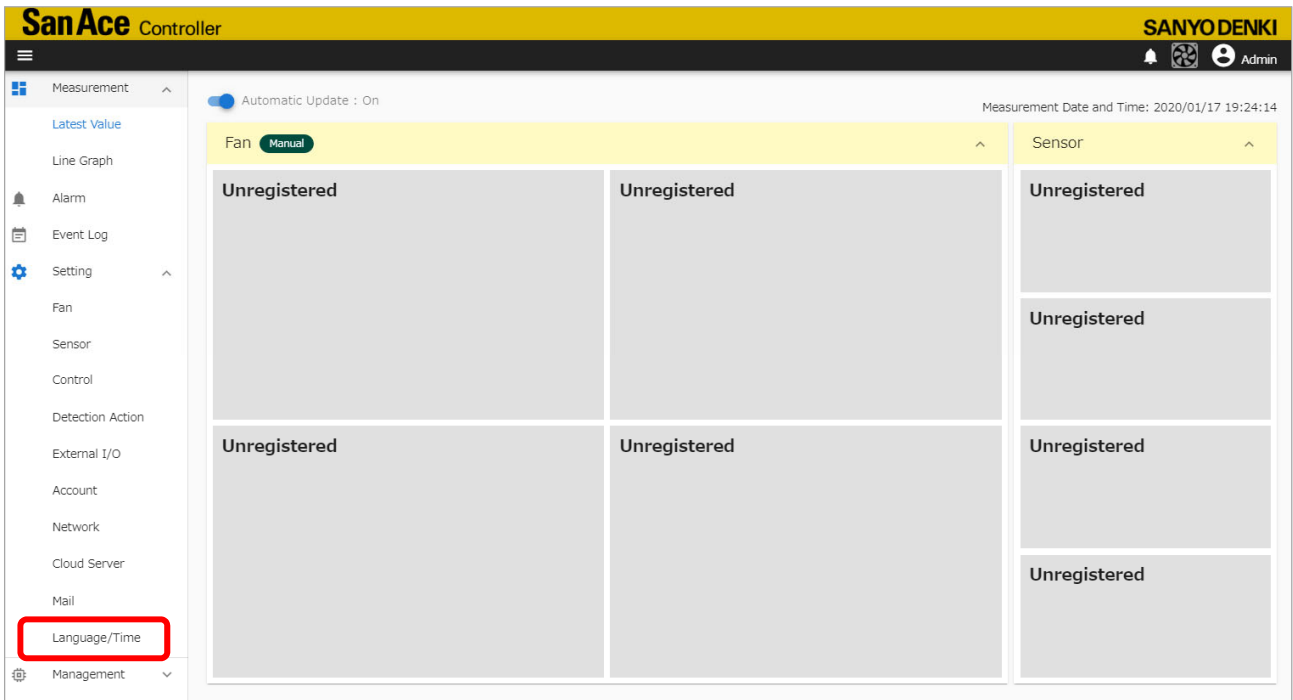 San Ace Controller
SANYO DENKI
Admin
Measurement
Latest Value
Line Graph
Alarm
Event Log
Setting
Fan
Sensor
Control
Detection Action
External I/O
Account
Network
Cloud Server
Mail
Language/Time
Management
Automatic Update : On
Measurement Date and Time: 2020/01/17 19:24:14
Fan Manual
Unregistered
Unregistered
Unregistered
Unregistered
Sensor
Unregistered
Unregistered
Unregistered
Unregistered